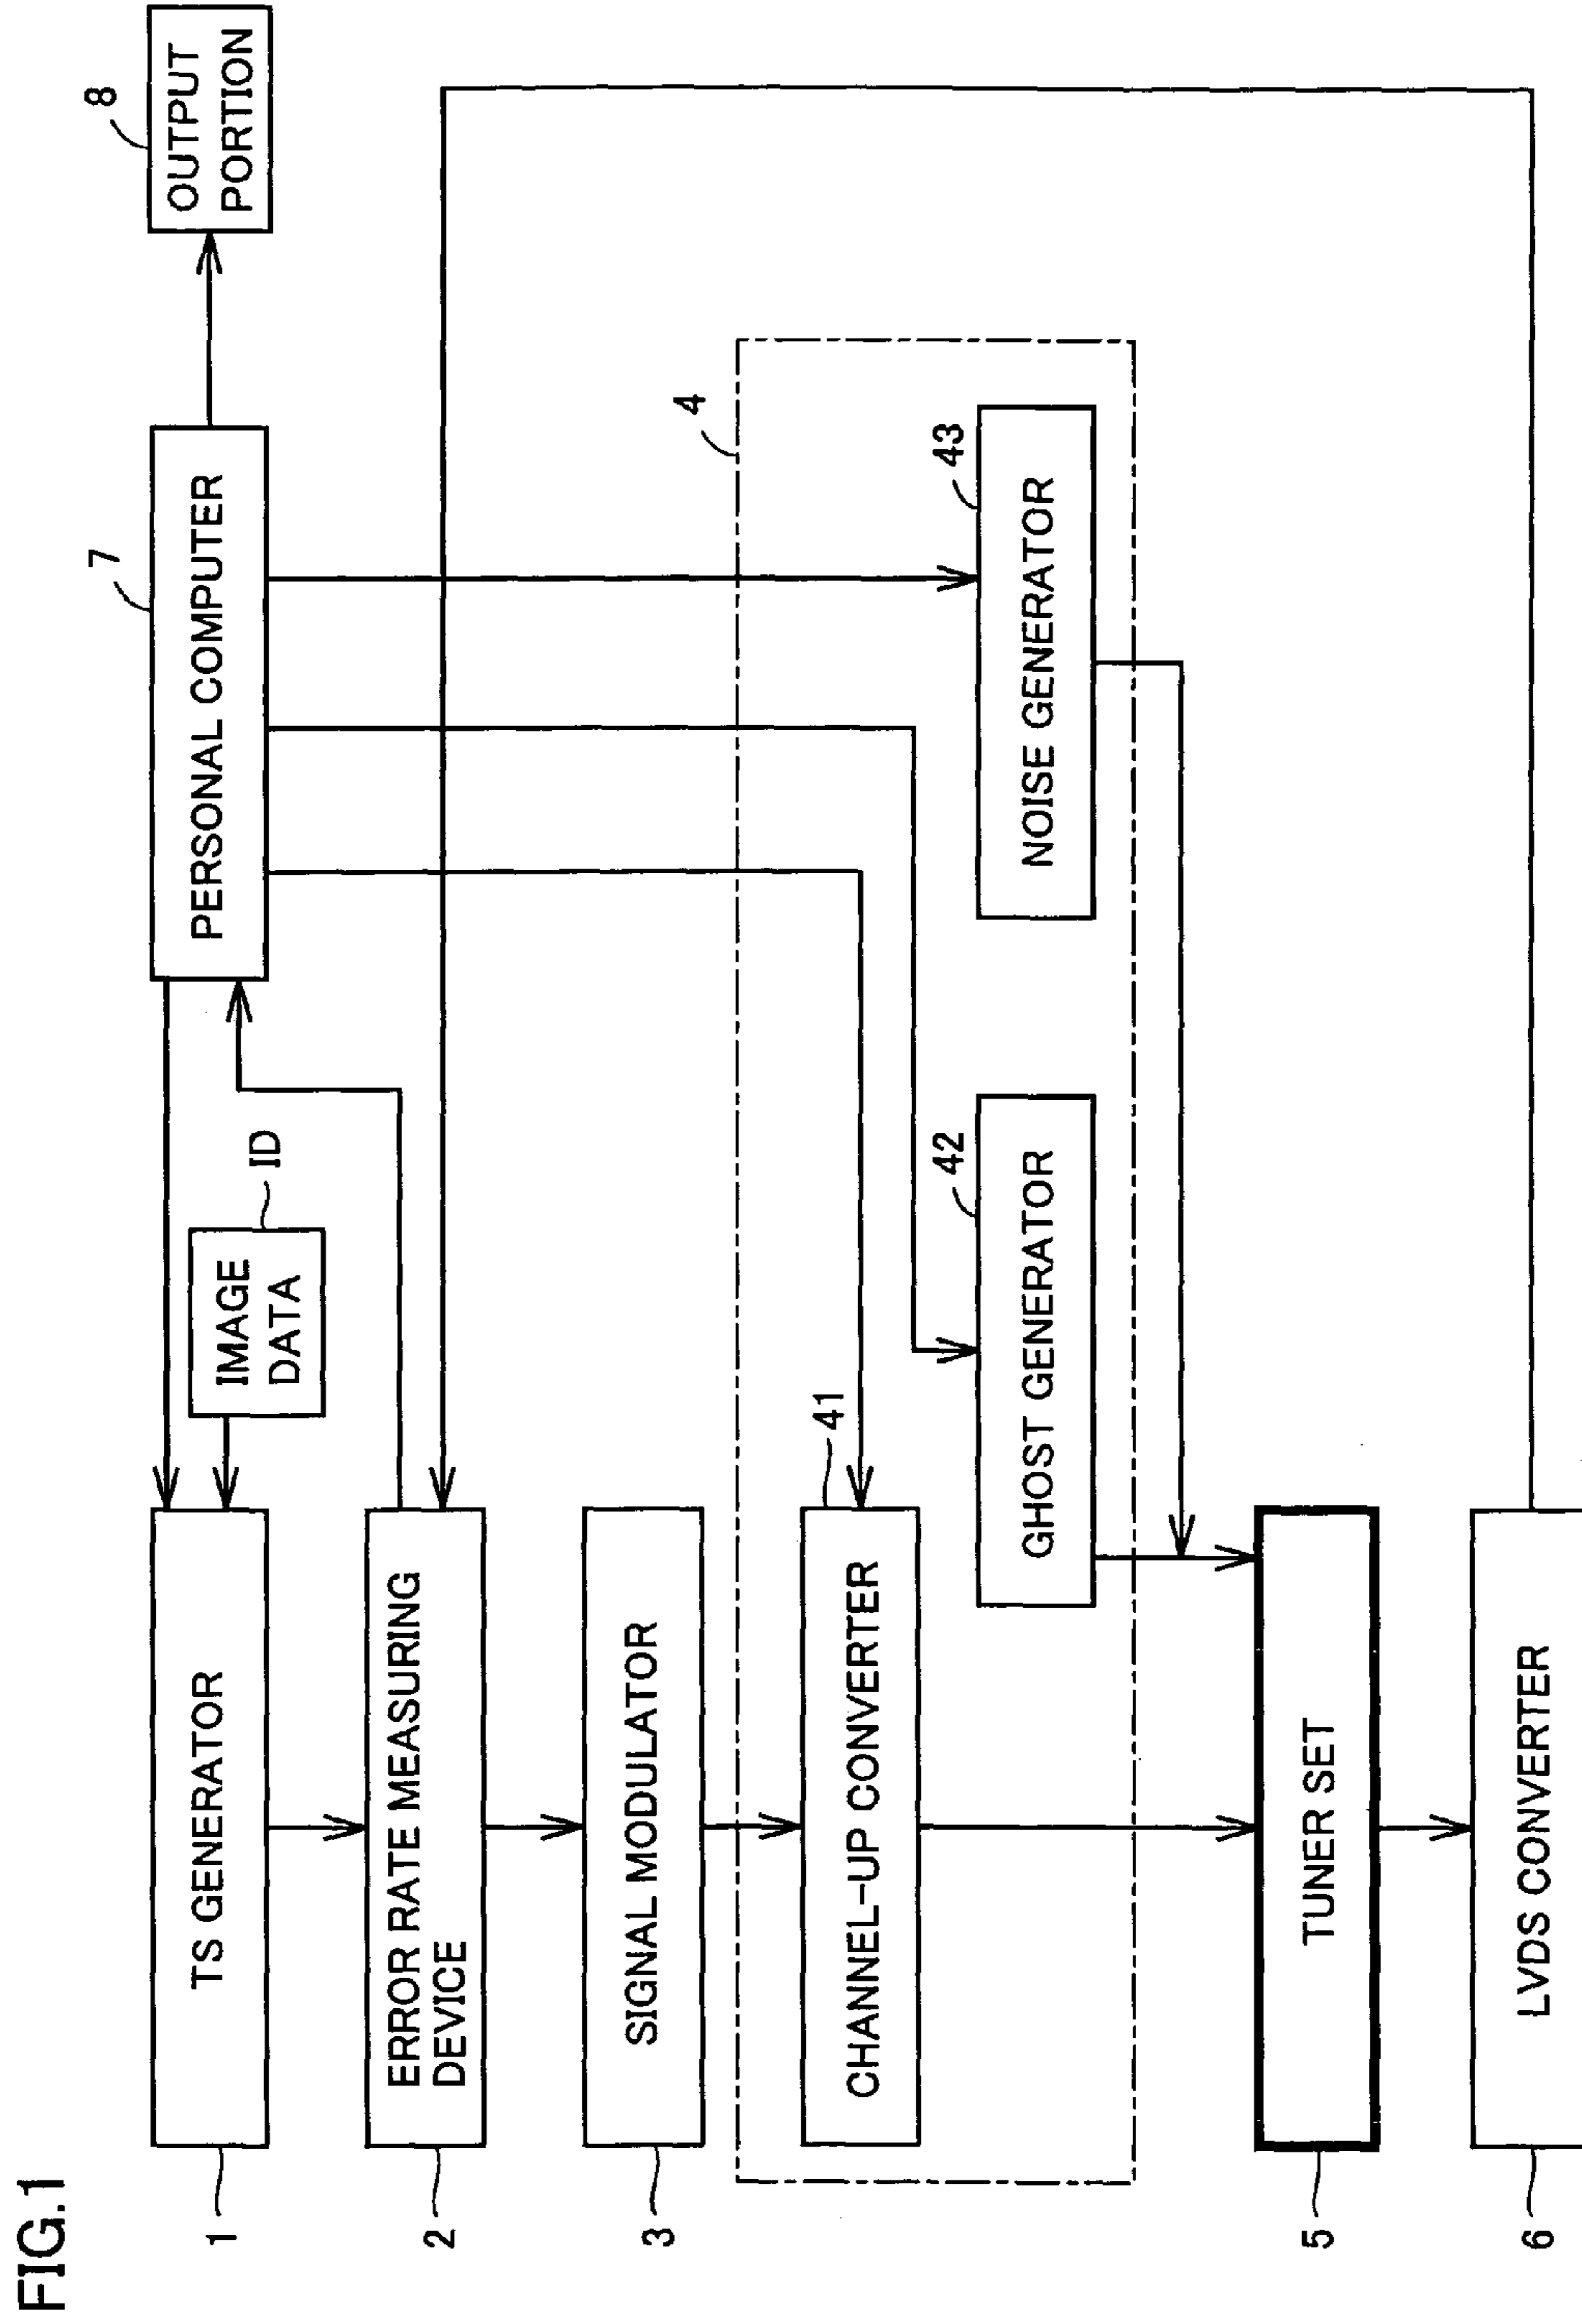 FIG.1
1
TS GENERATOR
IMAGE
DATA
ID
7
PERSONAL COMPUTER
8
OUTPUT
PORTION
2
ERROR RATE MEASURING
DEVICE
3
SIGNAL MODULATOR
4
41
CHANNEL-UP CONVERTER
42
GHOST GENERATOR
43
NOISE GENERATOR
5
TUNER SET
6
LVDS CONVERTER